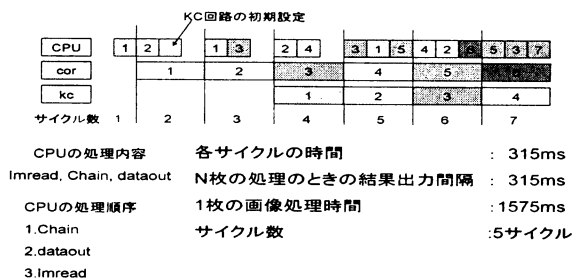 KC回路の初期設定
CPU 1 2 1 3 2 4 3 1 5 4 2 5 3 7
cor 1 2 3 4 5
kc 1 2 3 4
サイクル数 1 2 3 4 5 6 7
CPUの処理内容
Imread, Chain, dataout
CPUの処理順序
1.Chain
2.dataout
3.Imread
各サイクルの時間 : 315ms
N枚の処理のときの結果出力間隔 : 315ms
1枚の画像処理時間 :1575ms
サイクル数 :5サイクル